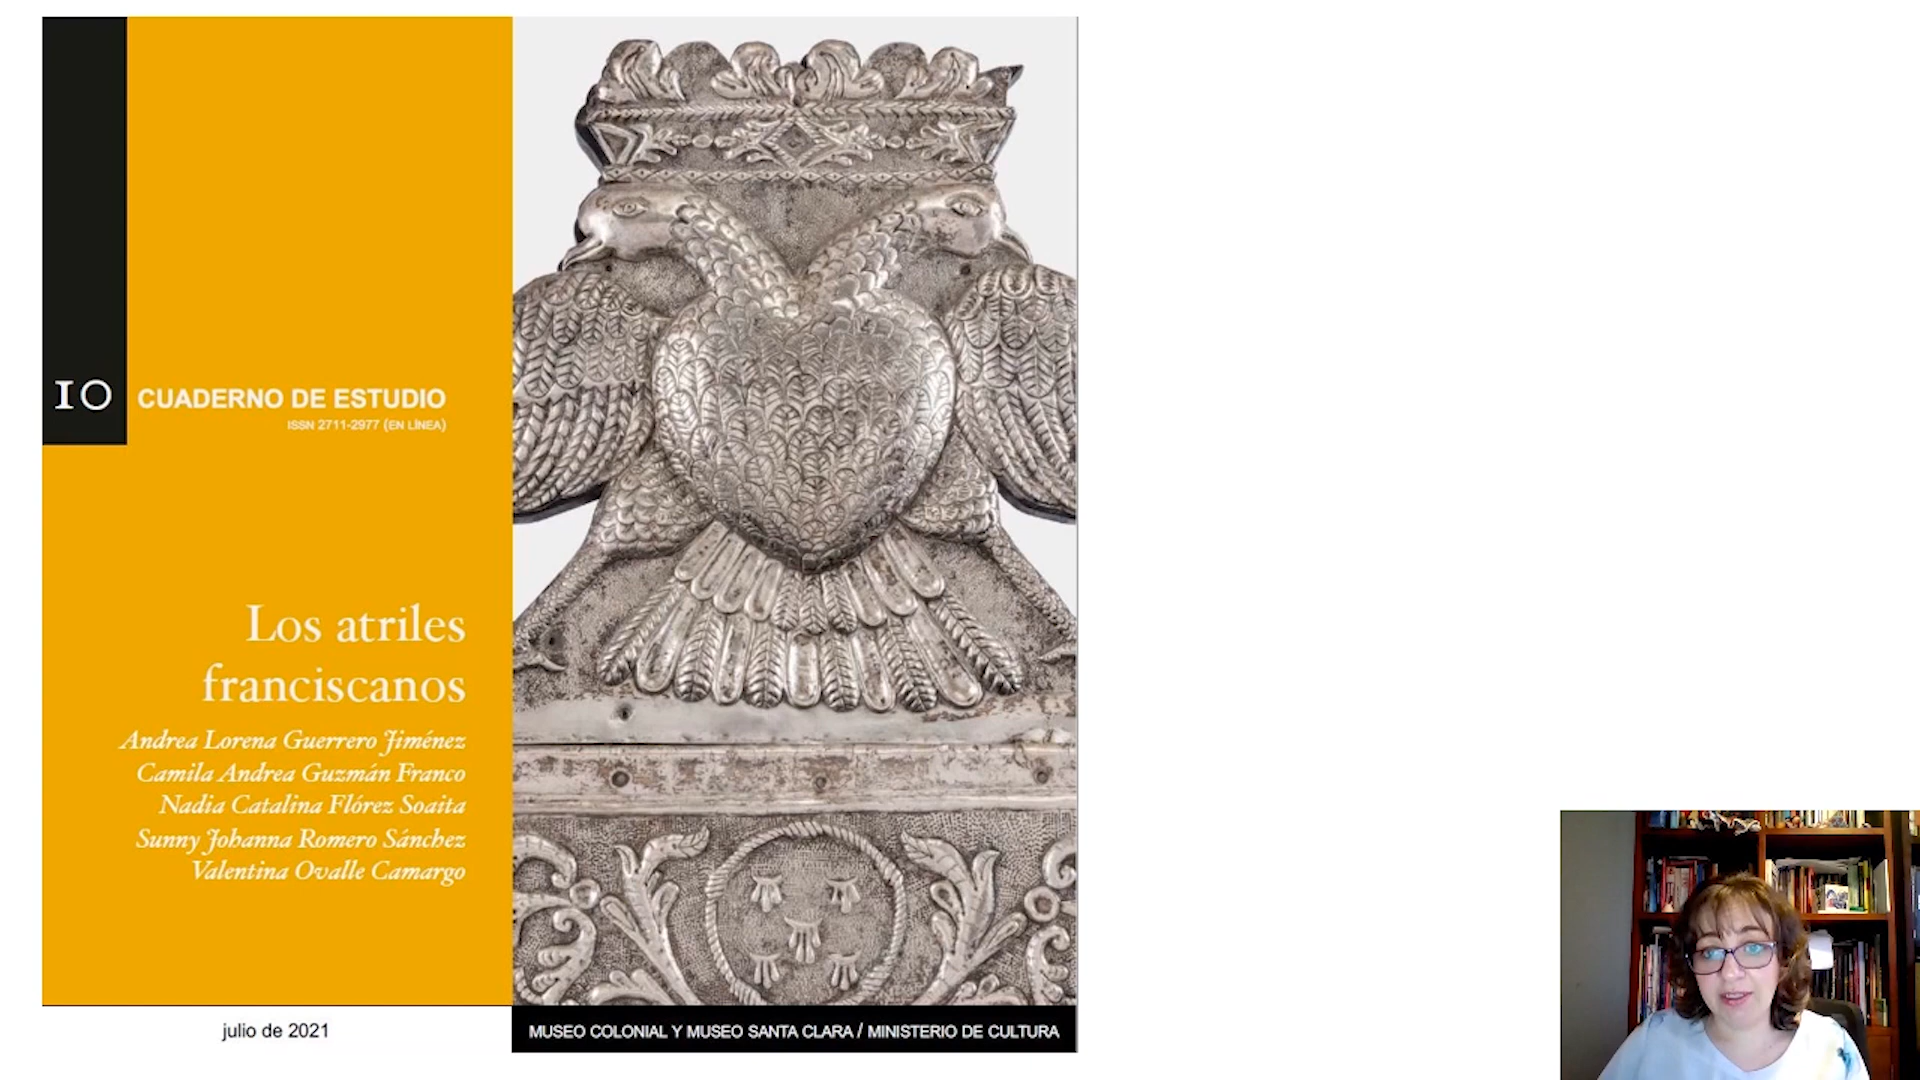 10
CUADERNO DE ESTUDIO
ISSN 2711-2977 (EN LÍNEA)
Los atriles
franciscanos
Andrea Lorena Guerrero Jiménez
Camila Andrea Guzmán Franco
Nadia Catalina Flórez Soaita
Sunny Johanna Romero Sánchez
Valentina Ovalle Camargo
julio de 2021
MUSEO COLONIAL Y MUSEO SANTA CLARA / MINISTERIO DE CULTURA